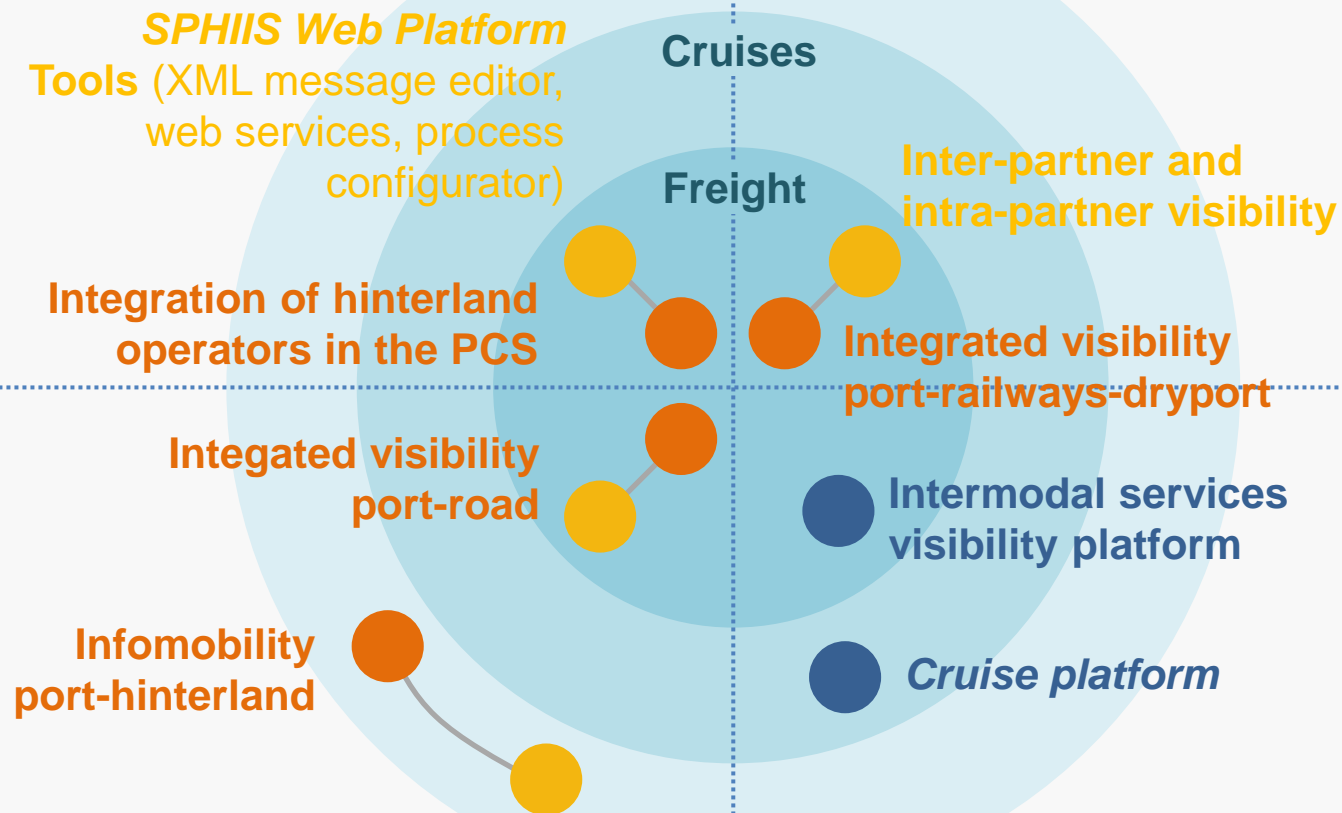 SPHIIS Web Platform
Tools (XML message editor,
web services, process
configurator)
Cruises
Freight
Inter-partner and
intra-partner visibility
Integration of hinterland
operators in the PCS
Integrated visibility
port-railways-dryport
Integated visibility
port-road
Intermodal services
visibility platform
Infomobility
port-hinterland
Cruise platform